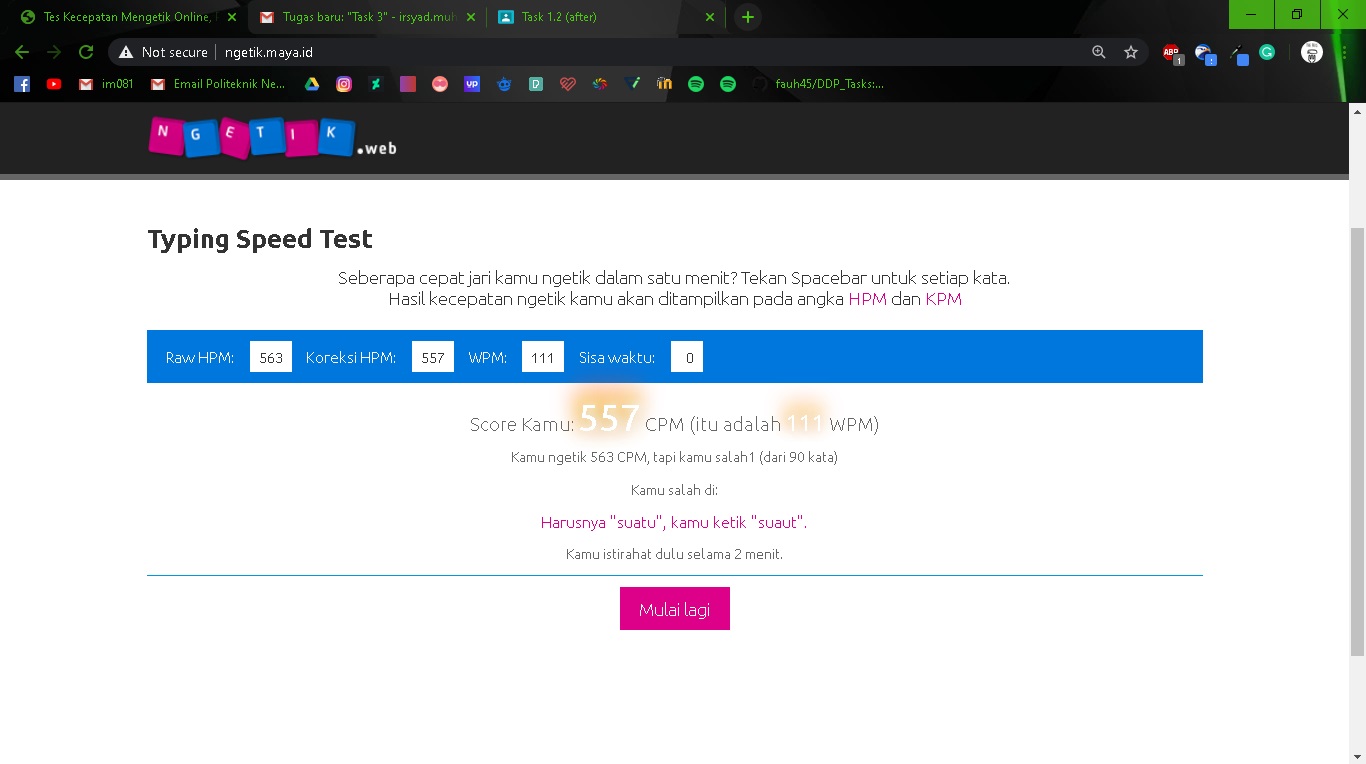 Tes Kecepatan Mengetik Online,
Tugas baru: "Task 3" - irsyad.muh
Task 1.2 (after)
Not secure
ngetik.maya.id
ABP
1
im081
Email Politeknik Ne...
fauh45/DDP_Tasks:...
NGETIK.web
Typing Speed Test
Seberapa cepat jari kamu ngetik dalam satu menit? Tekan Spacebar untuk setiap kata.
Hasil kecepatan ngetik kamu akan ditampilkan pada angka HPM dan KPM
Raw HPM: 563 Koreksi HPM: 557 WPM: 111 Sisa waktu: 0
Score Kamu: 557 CPM (itu adalah 111 WPM)
Kamu ngetik 563 CPM, tapi kamu salah1 (dari 90 kata)
Kamu salah di:
Harusnya "suatu", kamu ketik "suaut".
Kamu istirahat dulu selama 2 menit.
Mulai lagi